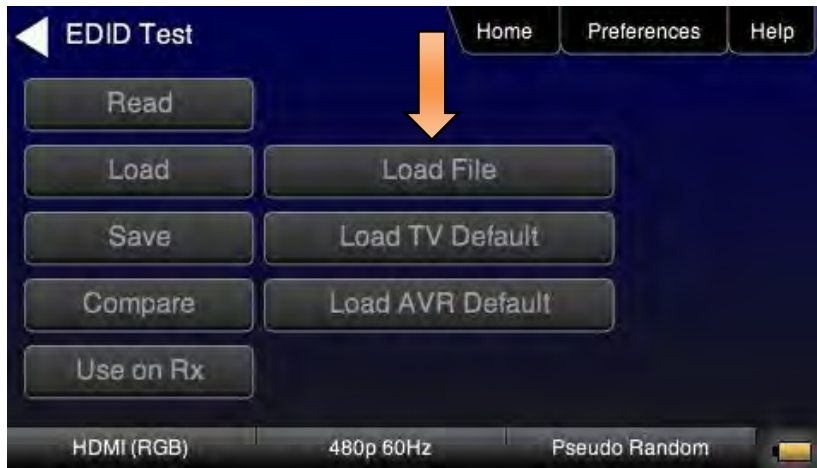 EDID Test
Home
Preferences
Help
Read
Load
Load File
Save
Load TV Default
Compare
Load AVR Default
Use on Rx
HDMI (RGB)
480p 60Hz
Pseudo Random